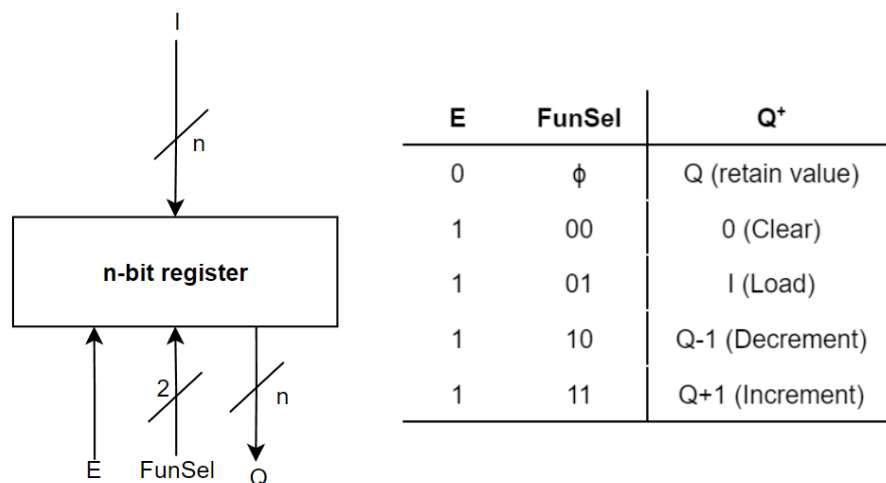 I
n
n-bit register
2
n
E
FunSel
Q
E FunSel Q⁺
0 ϕ Q (retain value)
1 00 0 (Clear)
1 01 I (Load)
1 10 Q-1 (Decrement)
1 11 Q+1 (Increment)